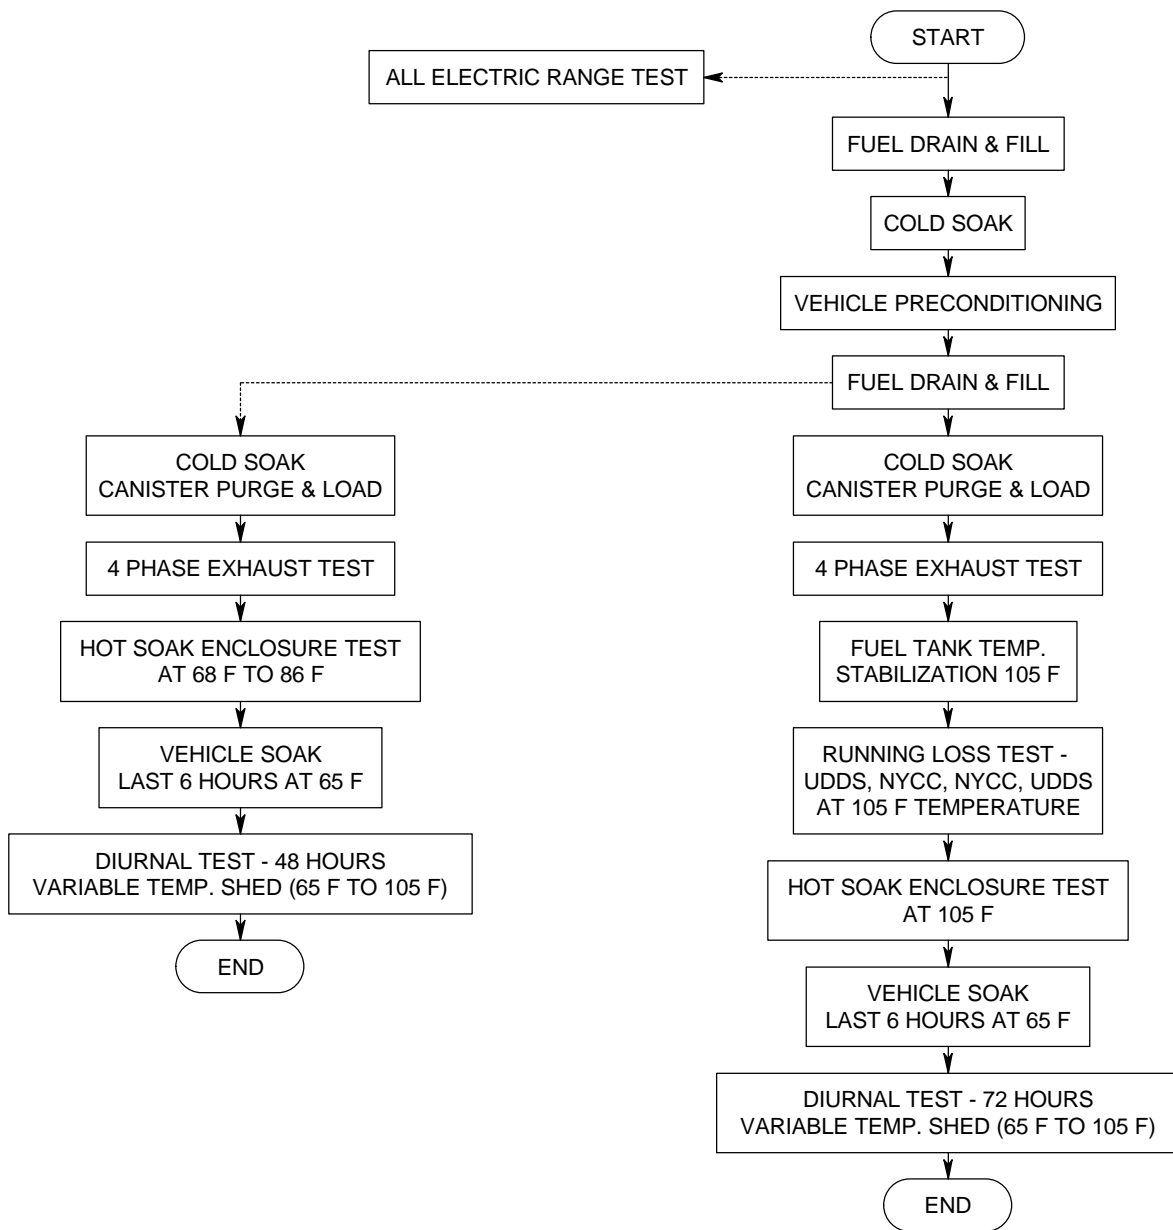 START
ALL ELECTRIC RANGE TEST
FUEL DRAIN & FILL
COLD SOAK
VEHICLE PRECONDITIONING
FUEL DRAIN & FILL
COLD SOAK
CANISTER PURGE & LOAD
4 PHASE EXHAUST TEST
HOT SOAK ENCLOSURE TEST
AT 68 F TO 86 F
VEHICLE SOAK
LAST 6 HOURS AT 65 F
DIURNAL TEST - 48 HOURS
VARIABLE TEMP. SHED (65 F TO 105 F)
END
COLD SOAK
CANISTER PURGE & LOAD
4 PHASE EXHAUST TEST
FUEL TANK TEMP.
STABILIZATION 105 F
RUNNING LOSS TEST -
UDDS, NYCC, NYCC, UDDS
AT 105 F TEMPERATURE
HOT SOAK ENCLOSURE TEST
AT 105 F
VEHICLE SOAK
LAST 6 HOURS AT 65 F
DIURNAL TEST - 72 HOURS
VARIABLE TEMP. SHED (65 F TO 105 F)
END